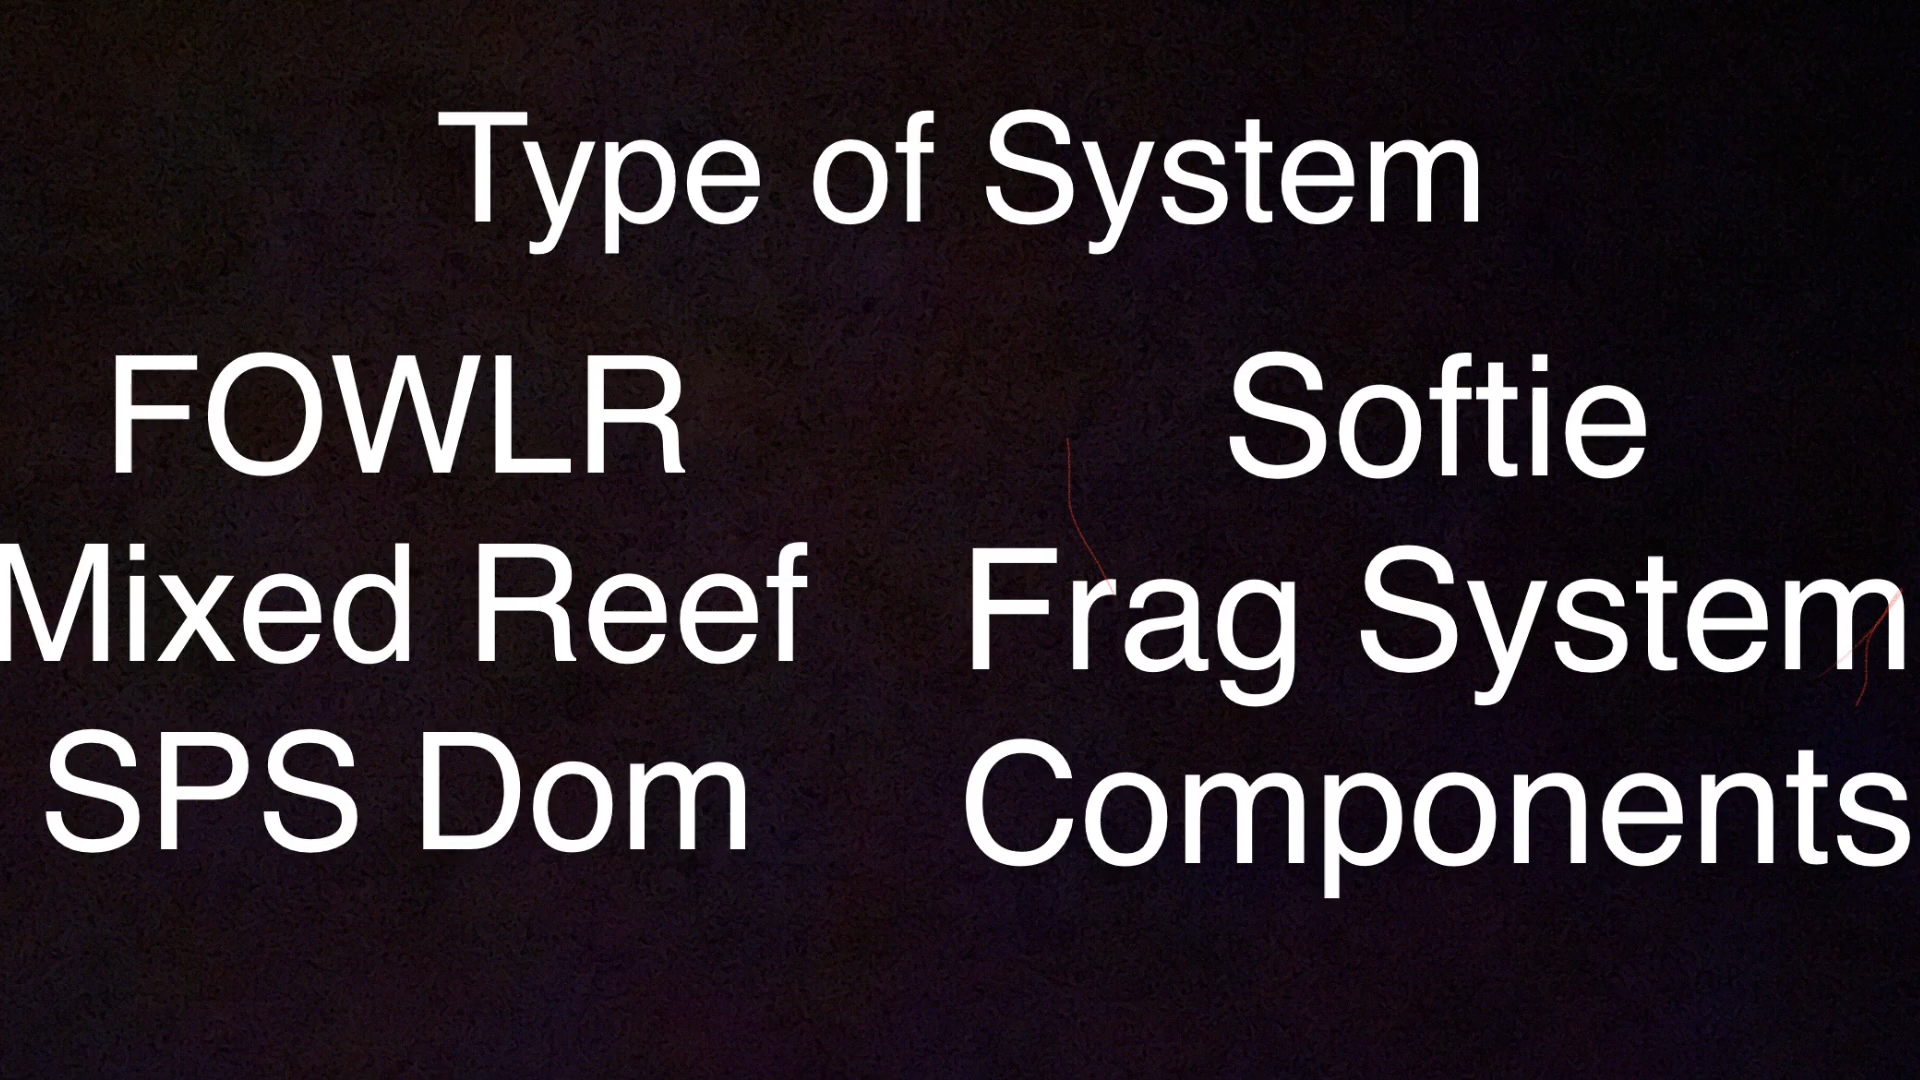 Type of System
FOWLR
Mixed Reef
SPS Dom
Softie
Frag System
Components